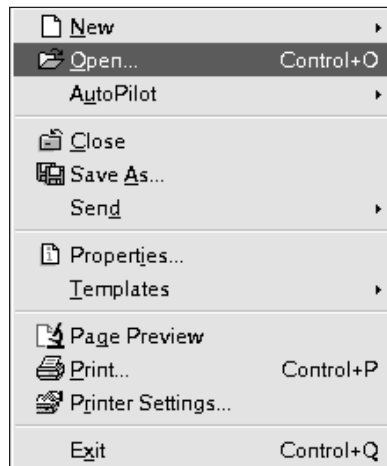 New
Open... Control+O
AutoPilot
Close
Save As...
Send
Properties...
Templates
Page Preview
Print... Control+P
Printer Settings...
Exit Control+Q